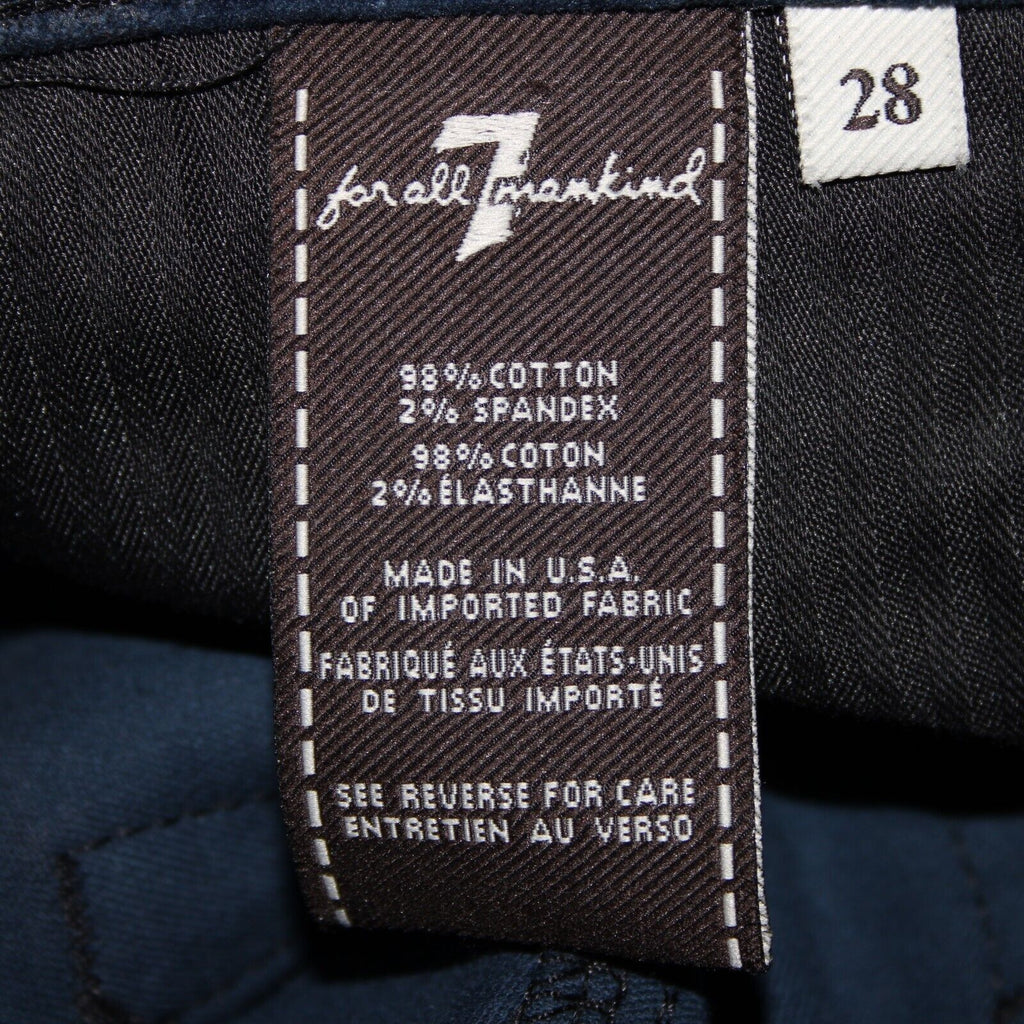 28
7
for all mankind
98% COTTON
2% SPANDEX
98% COTON
2% ÉLASTHANNE
MADE IN U.S.A.
OF IMPORTED FABRIC
FABRIQUÉ AUX ÉTATS-UNIS
DE TISSU IMPORTÉ
SEE REVERSE FOR CARE
ENTRETIEN AU VERSO